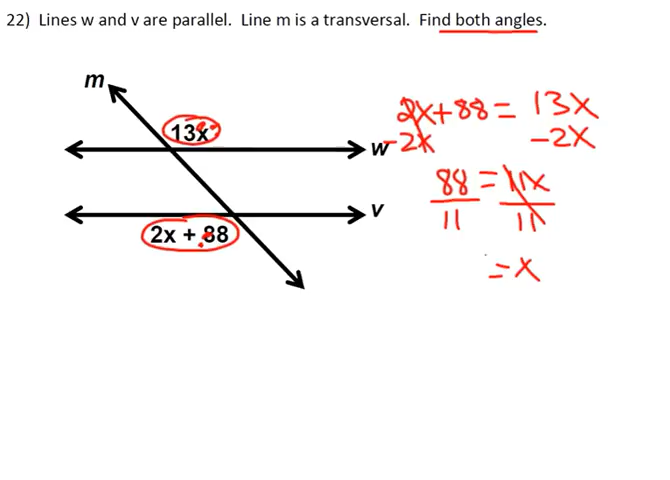 22) Lines w and v are parallel. Line m is a transversal. Find both angles.
m
13x
w
v
2x + 88
2x+88 = 13x
-2x -2x
88 = 11x
11 11
= x